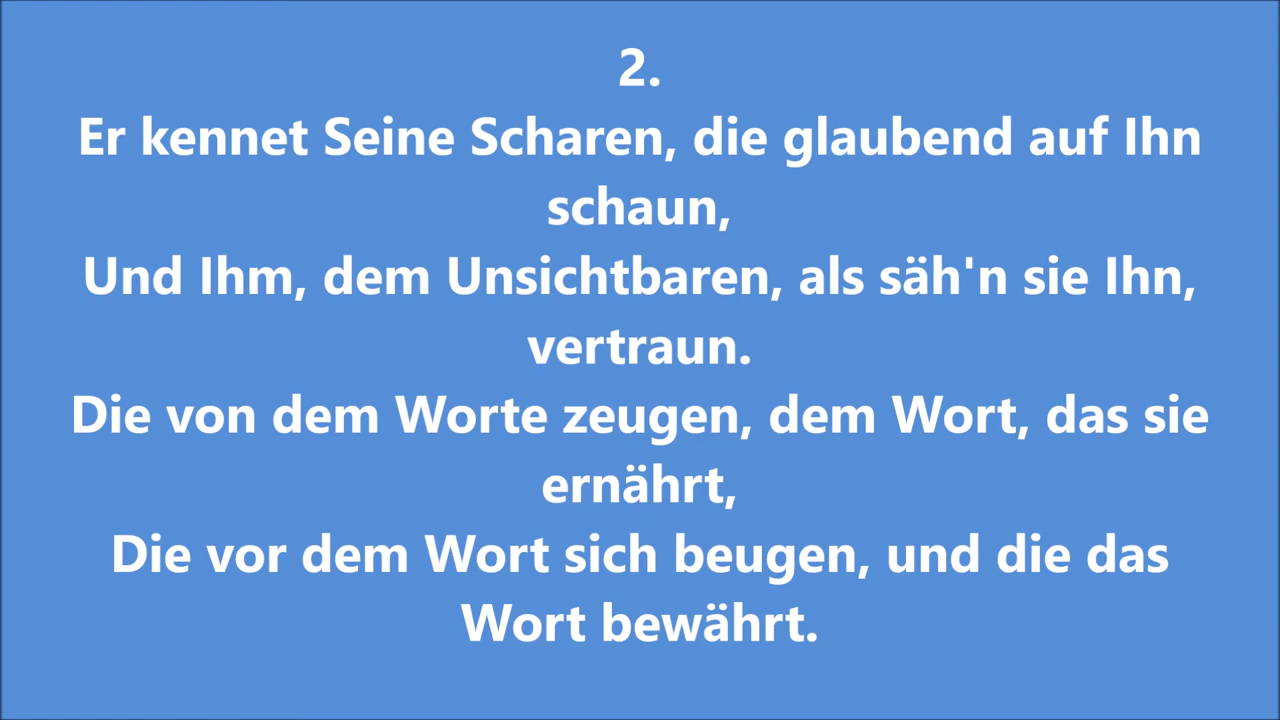 2.
Er kennet Seine Scharen, die glaubend auf Ihn
schaun,
Und Ihm, dem Unsichtbaren, als säh'n sie Ihn,
vertraun.
Die von dem Worte zeugen, dem Wort, das sie
ernährt,
Die vor dem Wort sich beugen, und die das
Wort bewährt.